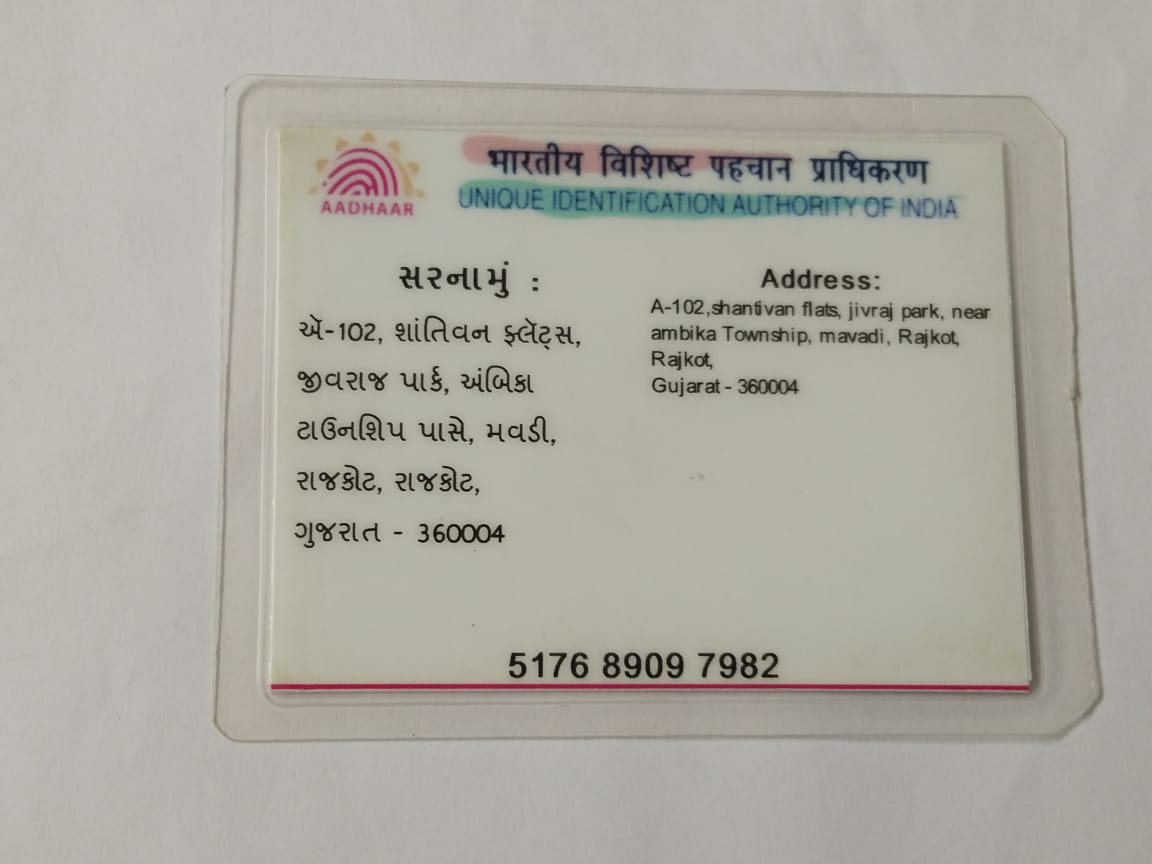 भारतीय विशिष्ट पहचान प्राधिकरण
AADHAAR
UNIQUE IDENTIFICATION AUTHORITY OF INDIA
સરનામું :
ઍ-102, શાંતિવન ફ્લૅટ્સ,
જીવરાજ પાર્ક, અંબિકા
ટાઉનશિપ પાસે, મવડી,
રાજકોટ, રાજકોટ,
ગુજરાત - 360004
Address:
A-102,shantivan flats, jivraj park, near
ambika Township, mavadi, Rajkot,
Rajkot,
Gujarat - 360004
5176 8909 7982